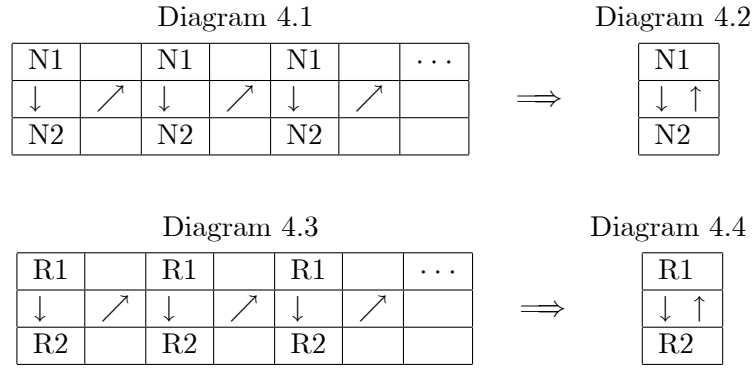 Diagram 4.1 Diagram 4.2
N1 N1 N1 ··· N1
↓ ↗ ↓ ↗ ↓ ↗ ⟹ ↓ ↑
N2 N2 N2 N2
Diagram 4.3 Diagram 4.4
R1 R1 R1 ··· R1
↓ ↗ ↓ ↗ ↓ ↗ ⟹ ↓ ↑
R2 R2 R2 R2